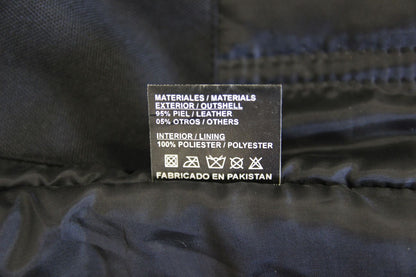 MATERIALES / MATERIALS
EXTERIOR / OUTSHELL
95% PIEL / LEATHER
05% OTROS / OTHERS
INTERIOR / LINING
100% POLIESTER / POLYESTER
FABRICADO EN PAKISTAN